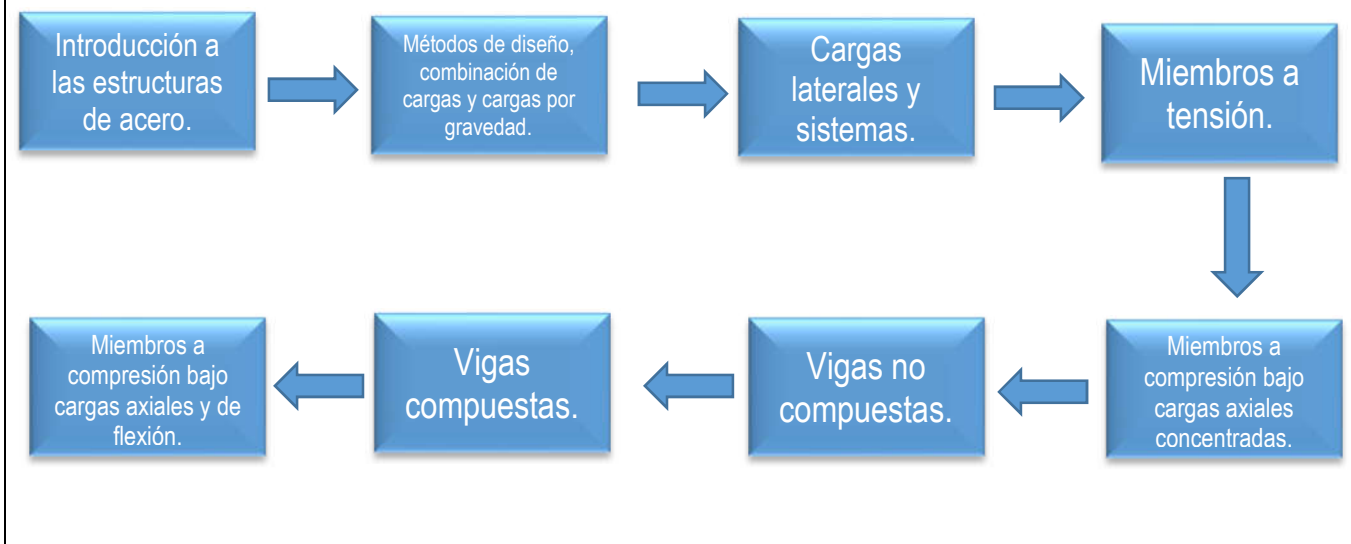 Introducción a
las estructuras
de acero.
Métodos de diseño,
combinación de
cargas y cargas por
gravedad.
Cargas
laterales y
sistemas.
Miembros a
tensión.
Miembros a
compresión bajo
cargas axiales
concentradas.
Vigas no
compuestas.
Vigas
compuestas.
Miembros a
compresión bajo
cargas axiales y de
flexión.